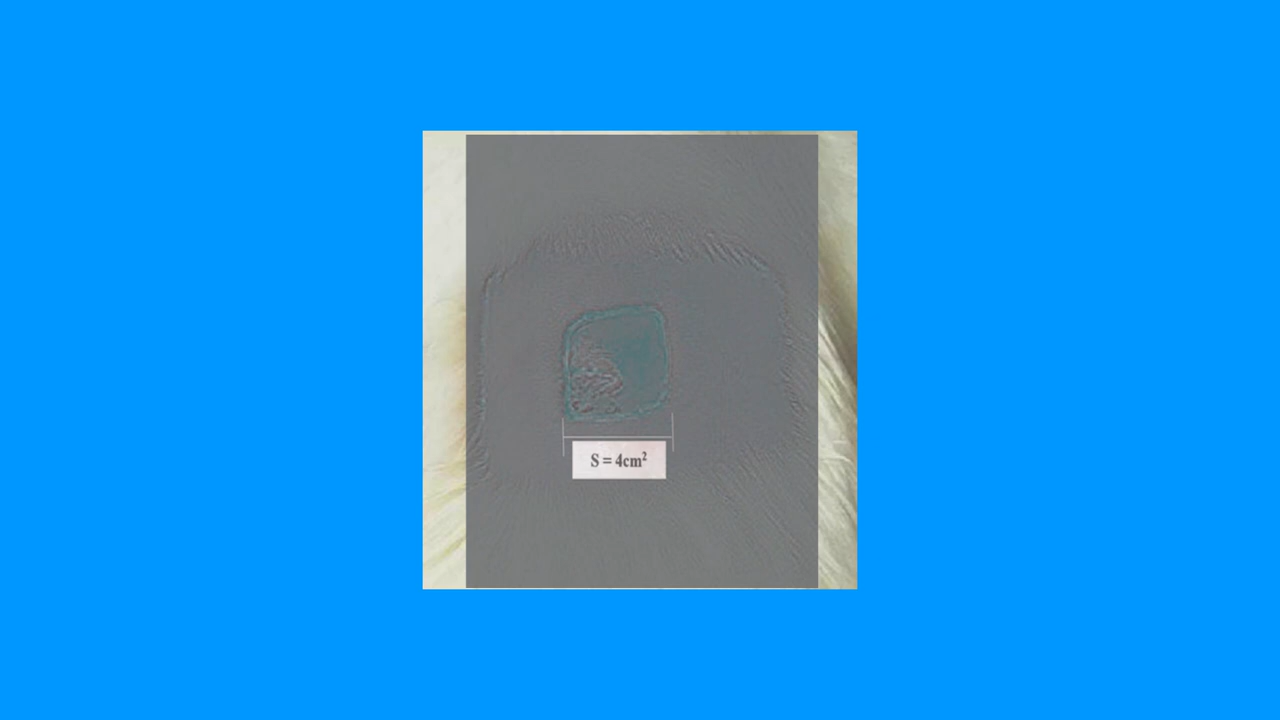 S = 4cm²